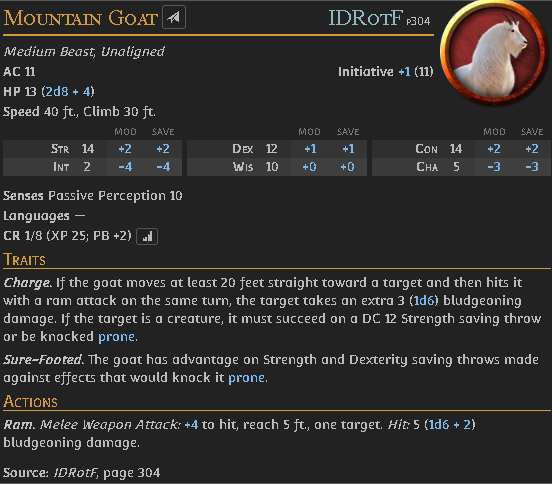 Mountain Goat IDRotF p304
Medium Beast, Unaligned
AC 11 Initiative +1 (11)
HP 13 (2d8 + 4)
Speed 40 ft., Climb 30 ft.
MOD SAVE MOD SAVE MOD SAVE
Str 14 +2 +2 Dex 12 +1 +1 Con 14 +2 +2
Int 2 −4 −4 Wis 10 +0 +0 Cha 5 −3 −3
Senses Passive Perception 10
Languages —
CR 1/8 (XP 25; PB +2)
Traits
Charge. If the goat moves at least 20 feet straight toward a target and then hits it
with a ram attack on the same turn, the target takes an extra 3 (1d6) bludgeoning
damage. If the target is a creature, it must succeed on a DC 12 Strength saving throw
or be knocked prone.
Sure-Footed. The goat has advantage on Strength and Dexterity saving throws made
against effects that would knock it prone.
Actions
Ram. Melee Weapon Attack: +4 to hit, reach 5 ft., one target. Hit: 5 (1d6 + 2)
bludgeoning damage.
Source: IDRotF, page 304